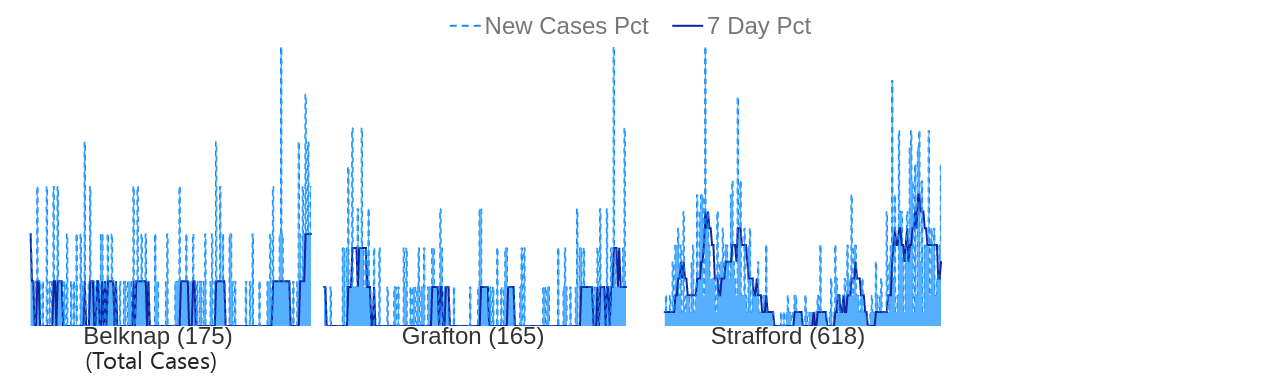 New Cases Pct 7 Day Pct
Belknap (175) Grafton (165) Strafford (618)
(Total Cases)